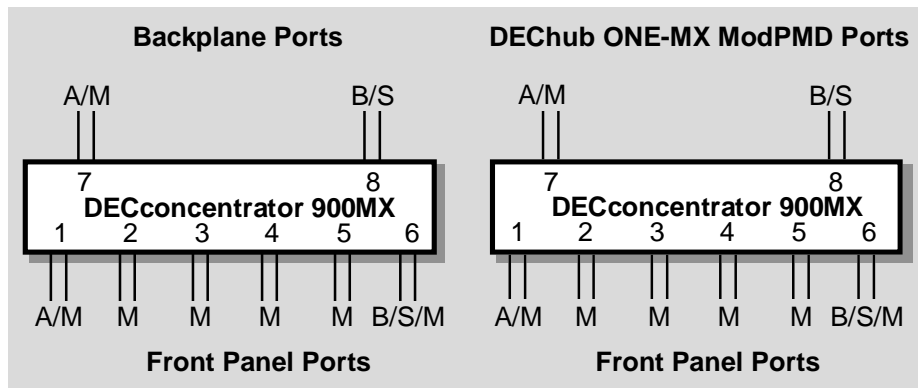 Backplane Ports
A/M B/S
7 8
DECconcentrator 900MX
1 2 3 4 5 6
A/M M M M M B/S/M
Front Panel Ports
DEChub ONE-MX ModPMD Ports
A/M B/S
7 8
DECconcentrator 900MX
1 2 3 4 5 6
A/M M M M M B/S/M
Front Panel Ports